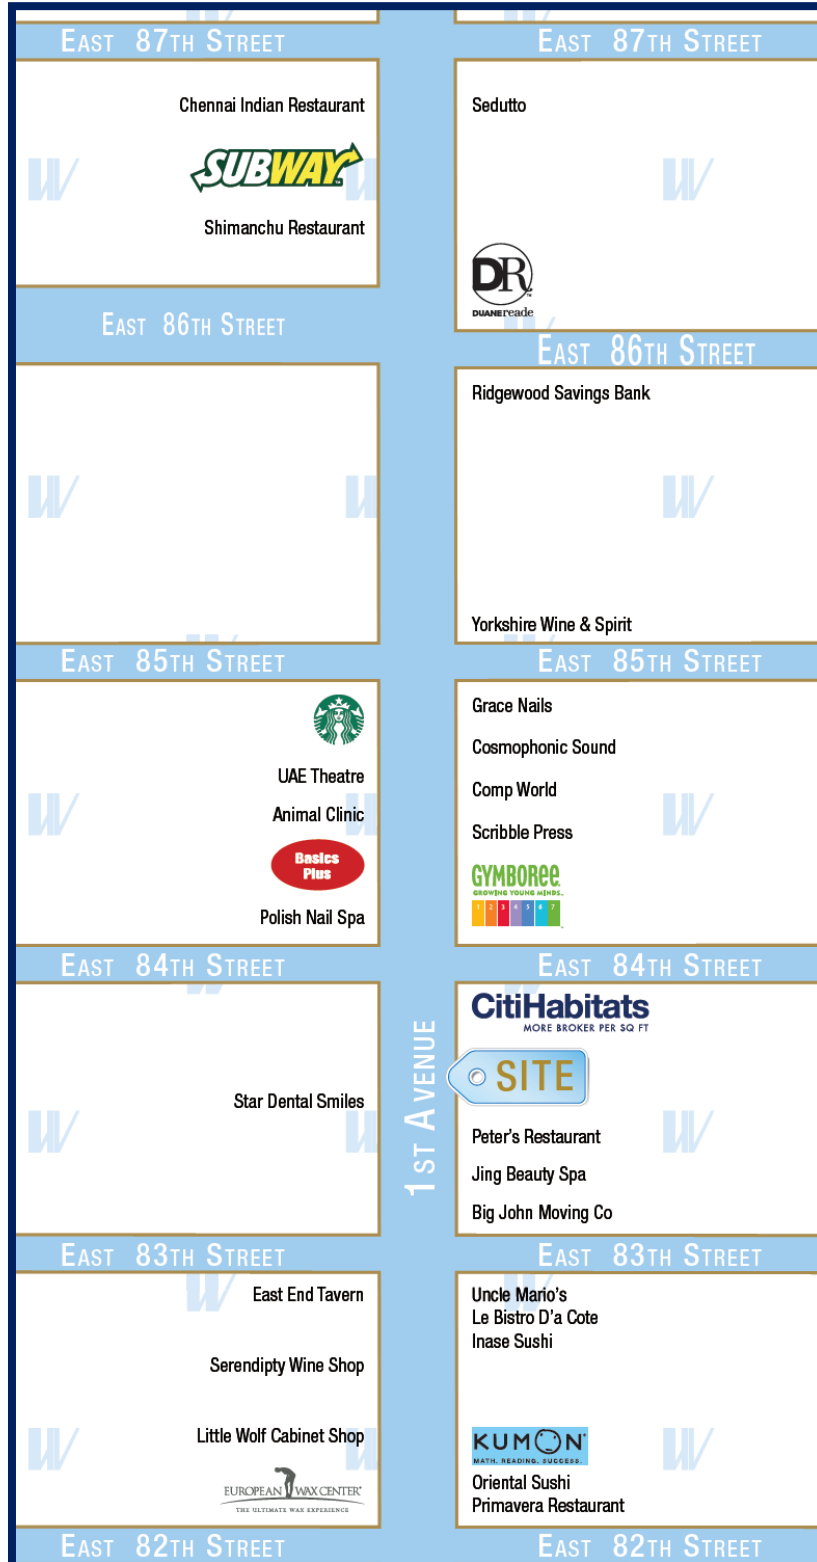 EAST 87TH STREET
EAST 87TH STREET
Chennai Indian Restaurant
SUBWAY
Shimanchu Restaurant
Sedutto
DR
DUANEreade
EAST 86TH STREET
EAST 86TH STREET
Ridgewood Savings Bank
Yorkshire Wine & Spirit
EAST 85TH STREET
EAST 85TH STREET
UAE Theatre
Animal Clinic
Basics
Plus
Polish Nail Spa
Grace Nails
Cosmophonic Sound
Comp World
Scribble Press
GYMBOREE
GROWING YOUNG MINDS.
1 2 3 4 5 6 7
EAST 84TH STREET
EAST 84TH STREET
Star Dental Smiles
1ST AVENUE
CitiHabitats
MORE BROKER PER SQ FT
SITE
Peter's Restaurant
Jing Beauty Spa
Big John Moving Co
EAST 83TH STREET
EAST 83TH STREET
East End Tavern
Serendipty Wine Shop
Little Wolf Cabinet Shop
EUROPEAN WAX CENTER
THE ULTIMATE WAX EXPERIENCE
Uncle Mario's
Le Bistro D'a Cote
Inase Sushi
KUMON
MATH. READING. SUCCESS.
Oriental Sushi
Primavera Restaurant
EAST 82TH STREET
EAST 82TH STREET